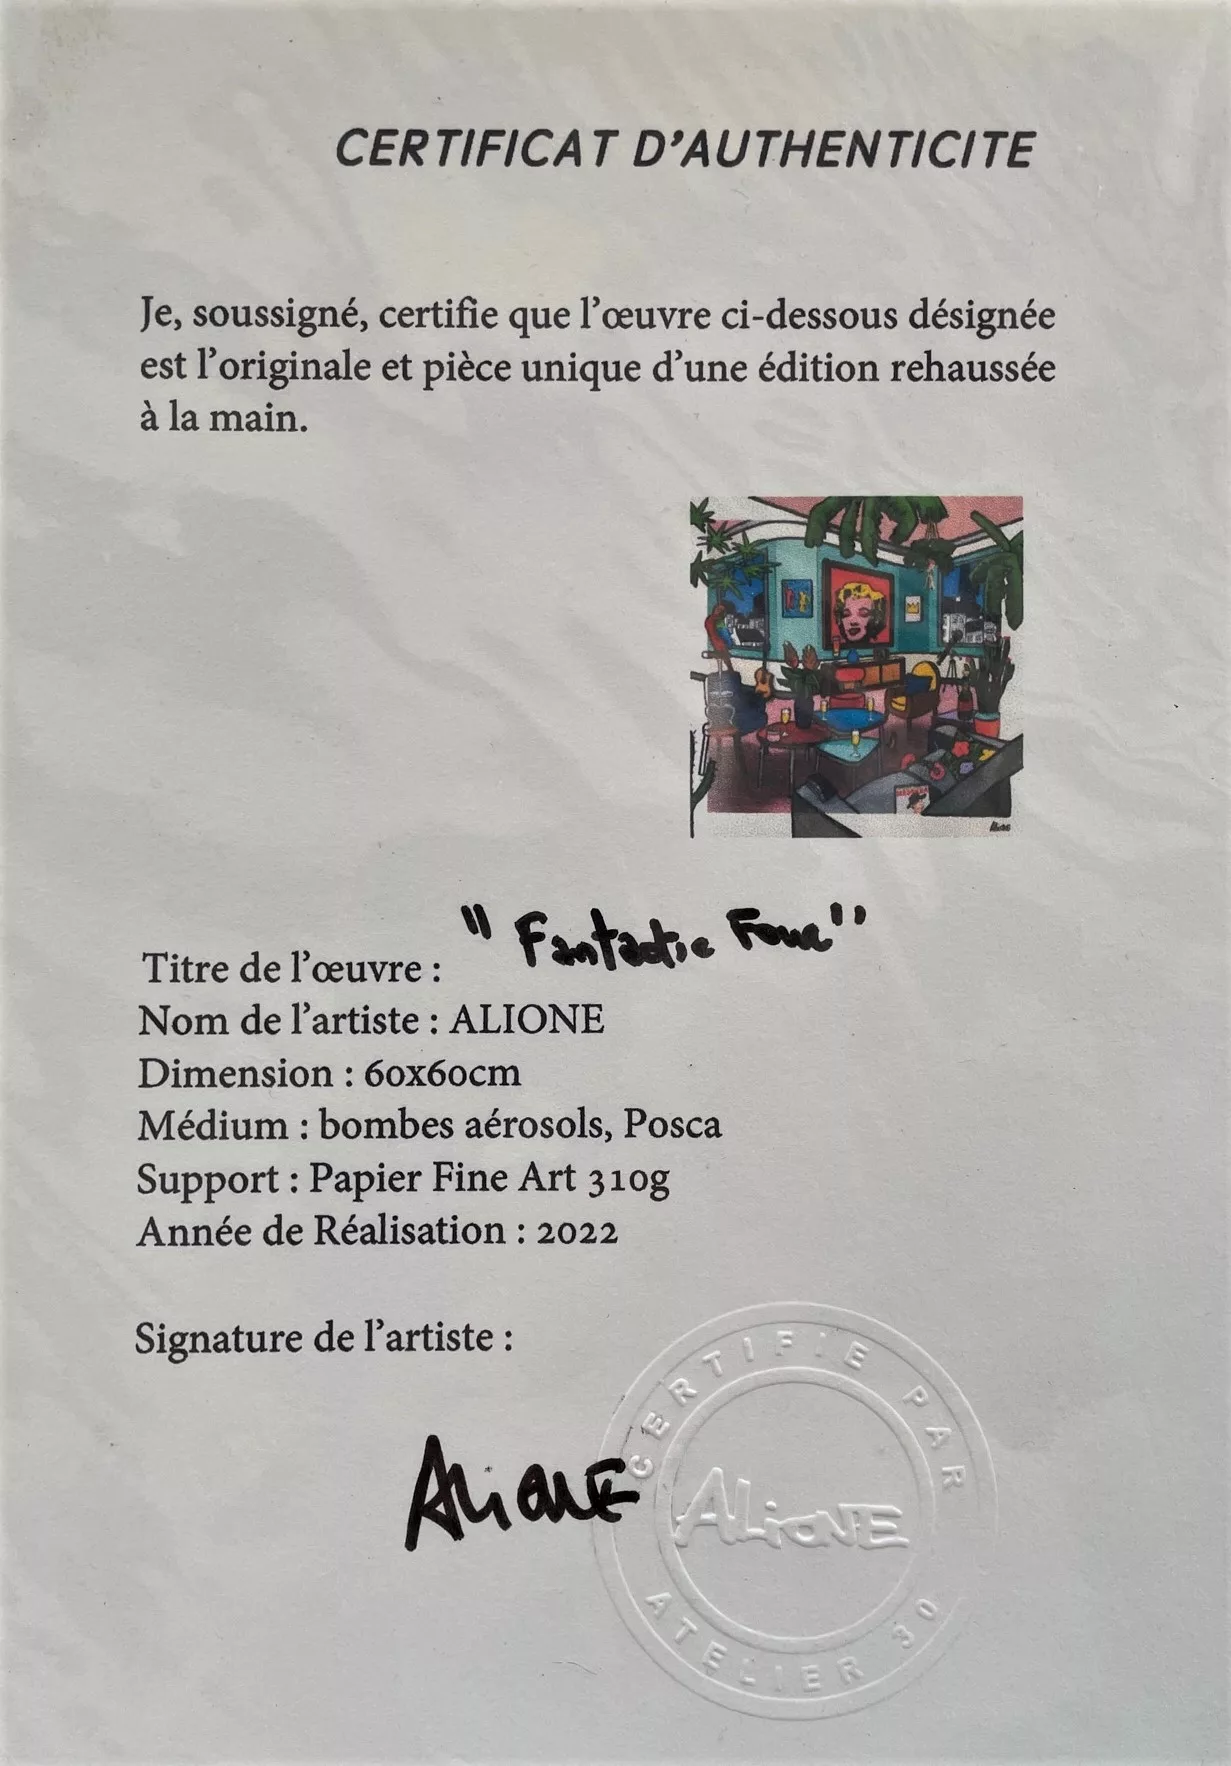 CERTIFICAT D'AUTHENTICITE
Je, soussigné, certifie que l'œuvre ci-dessous désignée
est l'originale et pièce unique d'une édition rehaussée
à la main.
Titre de l'œuvre : "Fantastic Four"
Nom de l'artiste : ALIONE
Dimension : 60x60cm
Médium : bombes aérosols, Posca
Support : Papier Fine Art 310g
Année de Réalisation : 2022
Signature de l'artiste :
ALIONE
CERTIFIE PAR
ALIONE
ATELIER 30